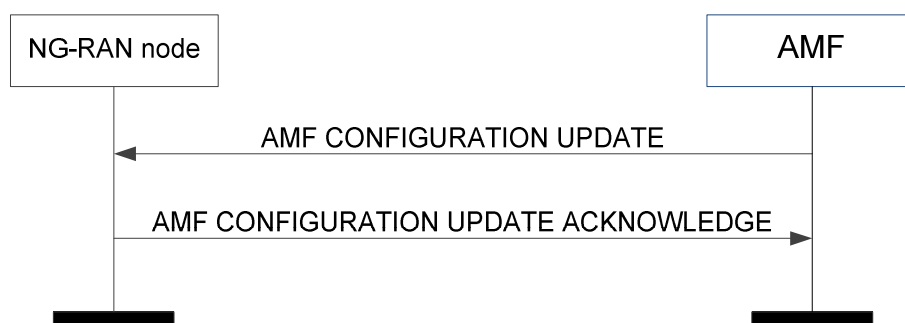 NG-RAN node
AMF
AMF CONFIGURATION UPDATE
AMF CONFIGURATION UPDATE ACKNOWLEDGE